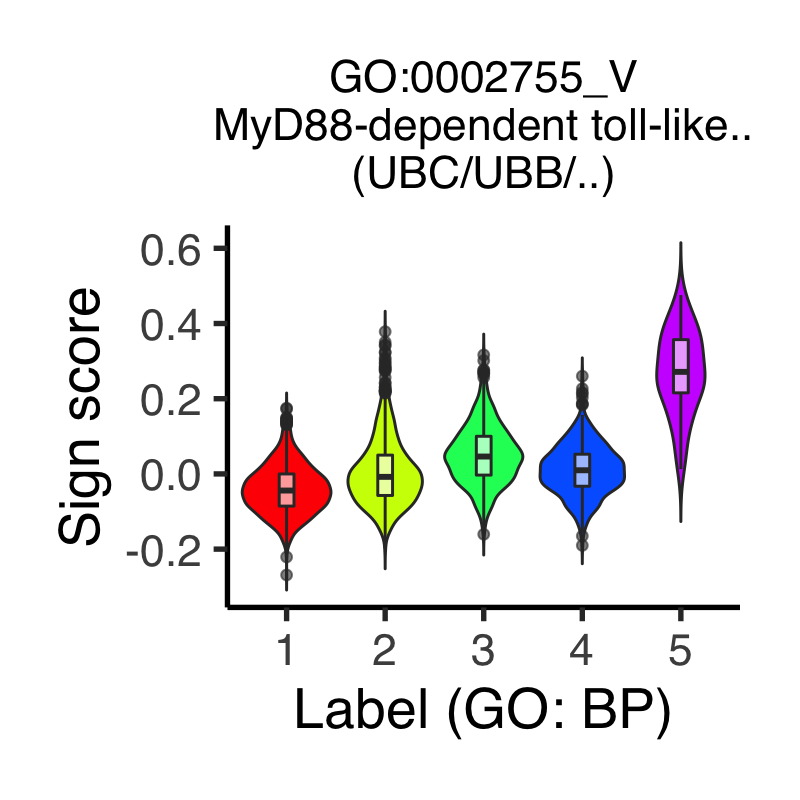 GO:0002755_V
MyD88-dependent toll-like..
(UBC/UBB/..)
Sign score
0.6
0.4
0.2
0.0
-0.2
1 2 3 4 5
Label (GO: BP)